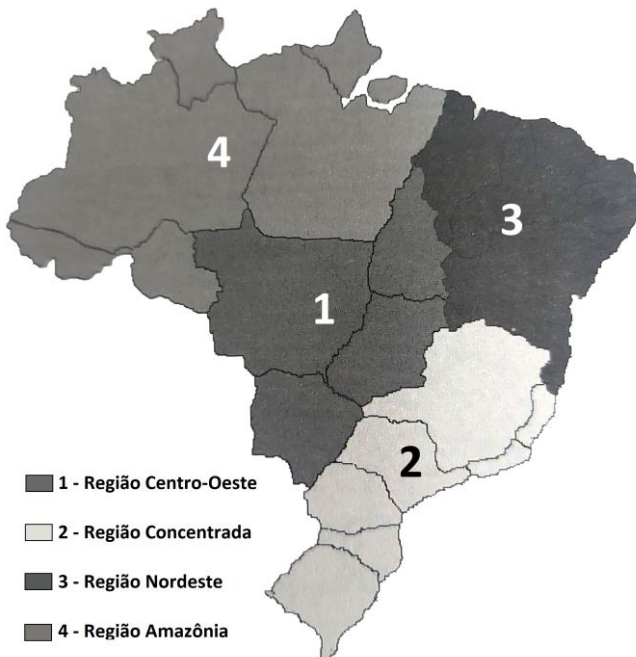 4
3
1
2
1 - Região Centro-Oeste
2 - Região Concentrada
3 - Região Nordeste
4 - Região Amazônia